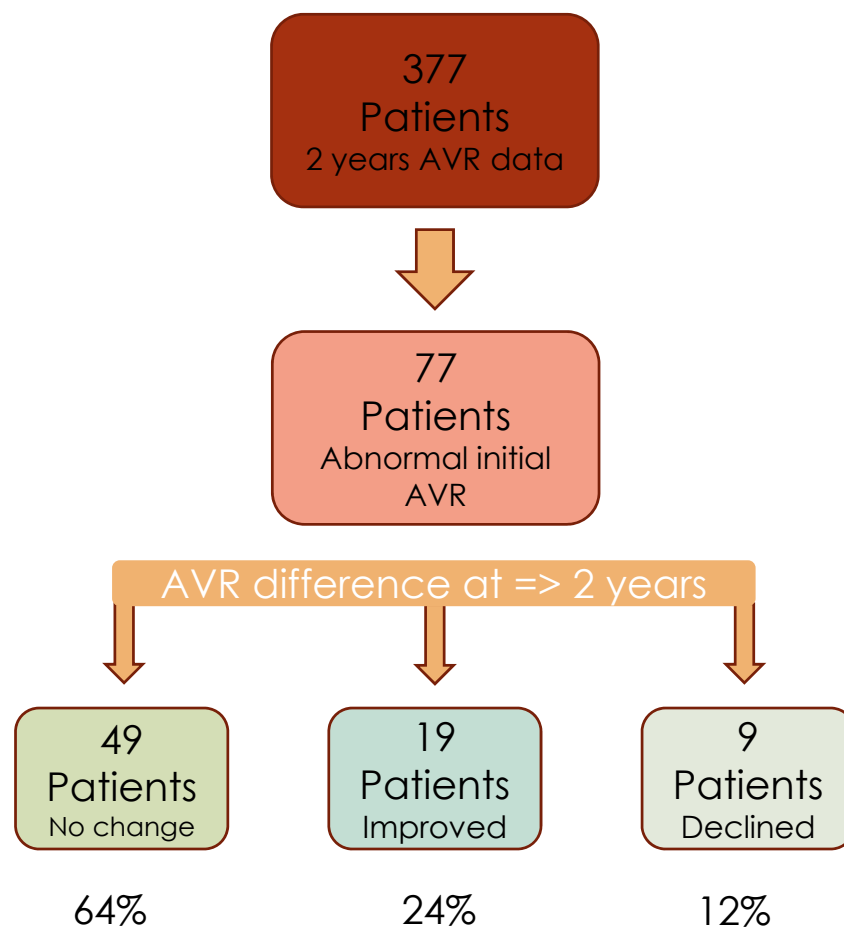 377
Patients
2 years AVR data
77
Patients
Abnormal initial
AVR
AVR difference at => 2 years
49
Patients
No change
19
Patients
Improved
9
Patients
Declined
64%
24%
12%